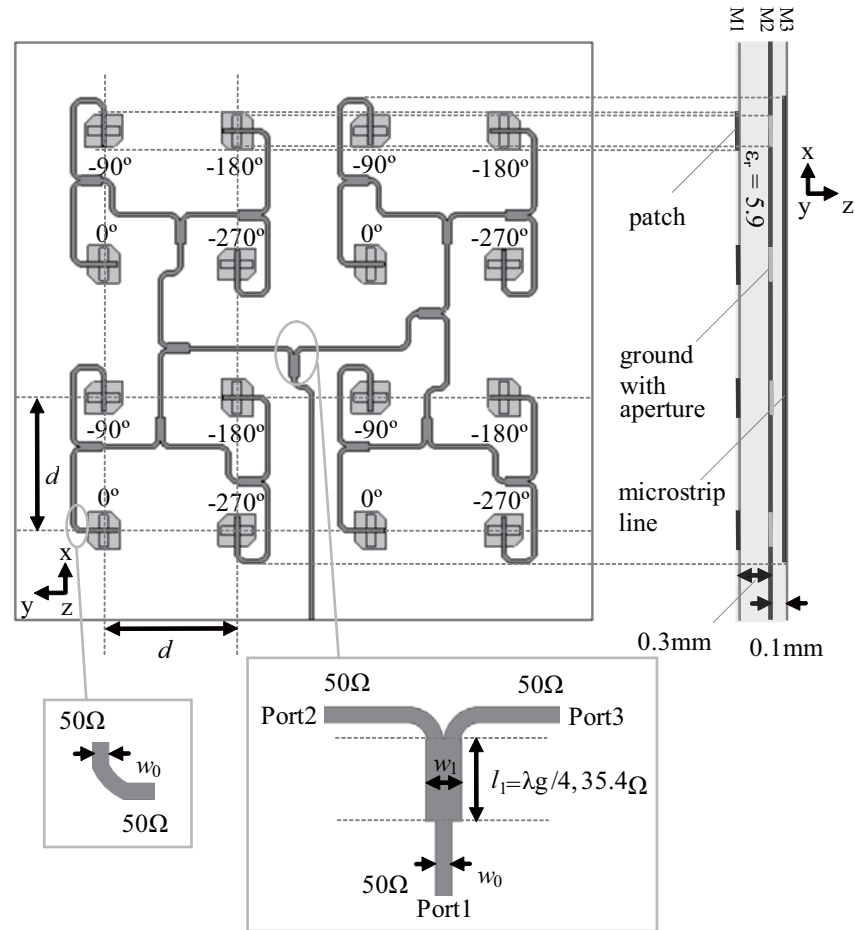 M1
M2
M3
-90º
-180º
-90º
-180º
0º
-270º
0º
-270º
εr = 5.9
x
y
z
patch
ground
with
aperture
microstrip
line
-90º
-180º
-90º
-180º
d
0º
-270º
0º
-270º
x
y
z
d
0.3mm
0.1mm
50Ω
w0
50Ω
50Ω
50Ω
Port2
Port3
w1
l1=λg/4, 35.4Ω
50Ω
w0
Port1